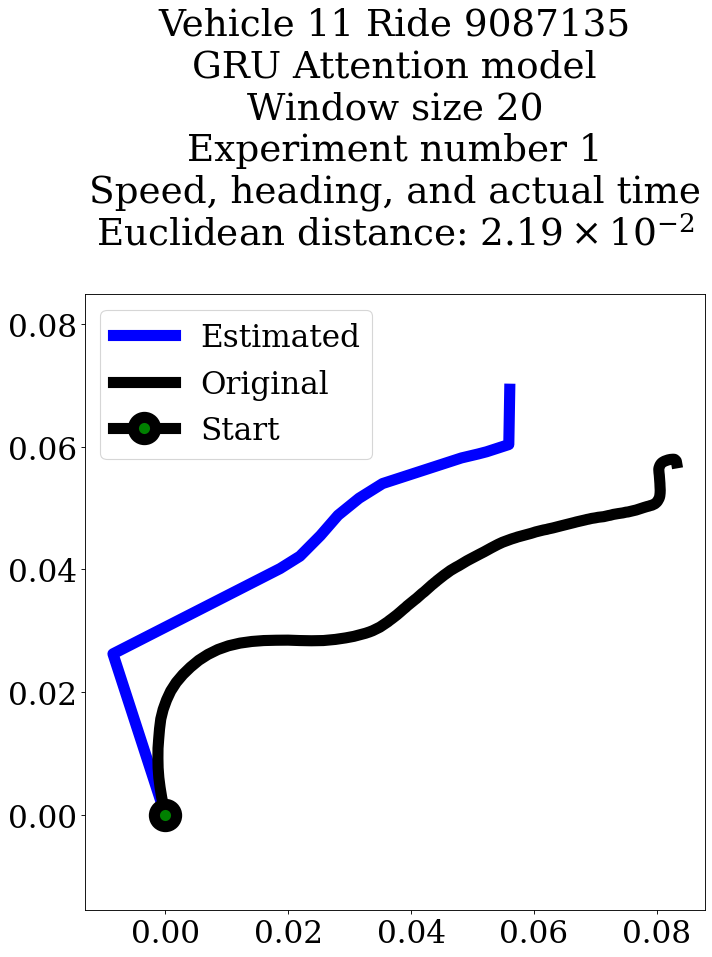 Vehicle 11 Ride 9087135
GRU Attention model
Window size 20
Experiment number 1
Speed, heading, and actual time
Euclidean distance: 2.19 × 10⁻²
0.08
0.06
0.04
0.02
0.00
Estimated
Original
Start
0.00 0.02 0.04 0.06 0.08